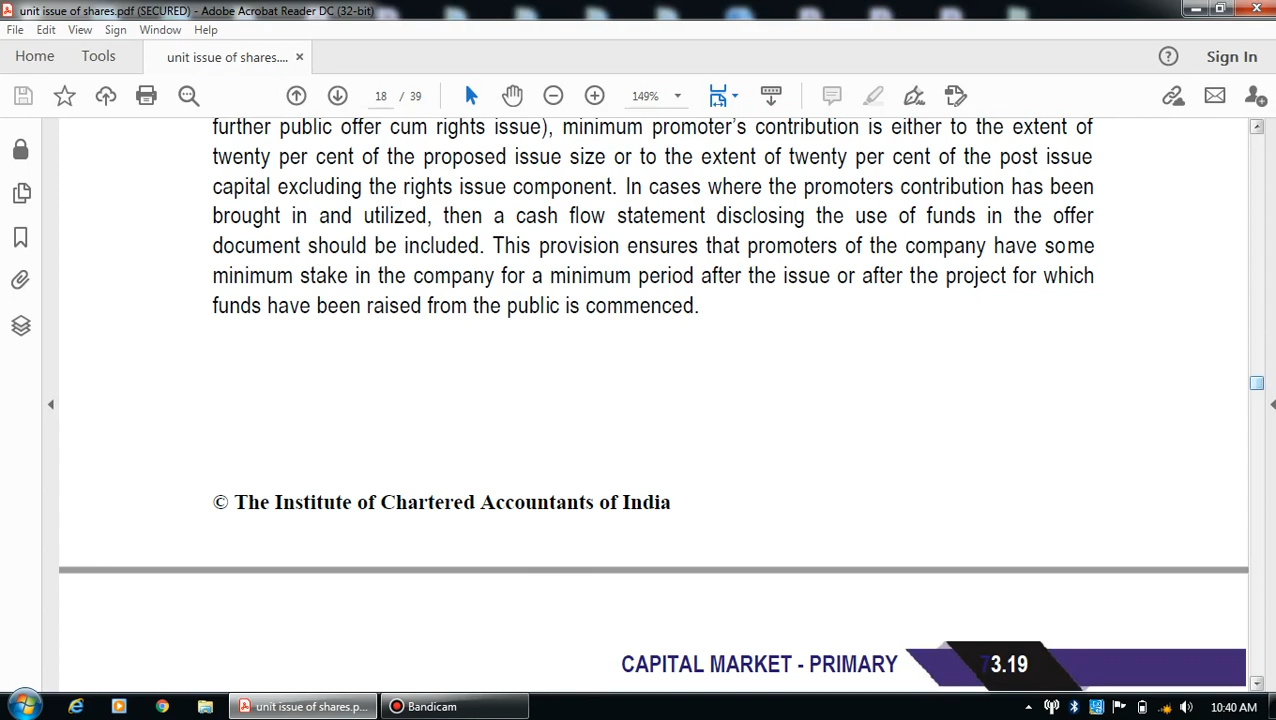 unit issue of shares.pdf (SECURED) - Adobe Acrobat Reader DC (32-bit)
File Edit View Sign Window Help
Home Tools unit issue of shares.... × Sign In
18 / 39 149%
further public offer cum rights issue), minimum promoter's contribution is either to the extent of
twenty per cent of the proposed issue size or to the extent of twenty per cent of the post issue
capital excluding the rights issue component. In cases where the promoters contribution has been
brought in and utilized, then a cash flow statement disclosing the use of funds in the offer
document should be included. This provision ensures that promoters of the company have some
minimum stake in the company for a minimum period after the issue or after the project for which
funds have been raised from the public is commenced.
© The Institute of Chartered Accountants of India
CAPITAL MARKET - PRIMARY 3.19
unit issue of shares.p... Bandicam 10:40 AM